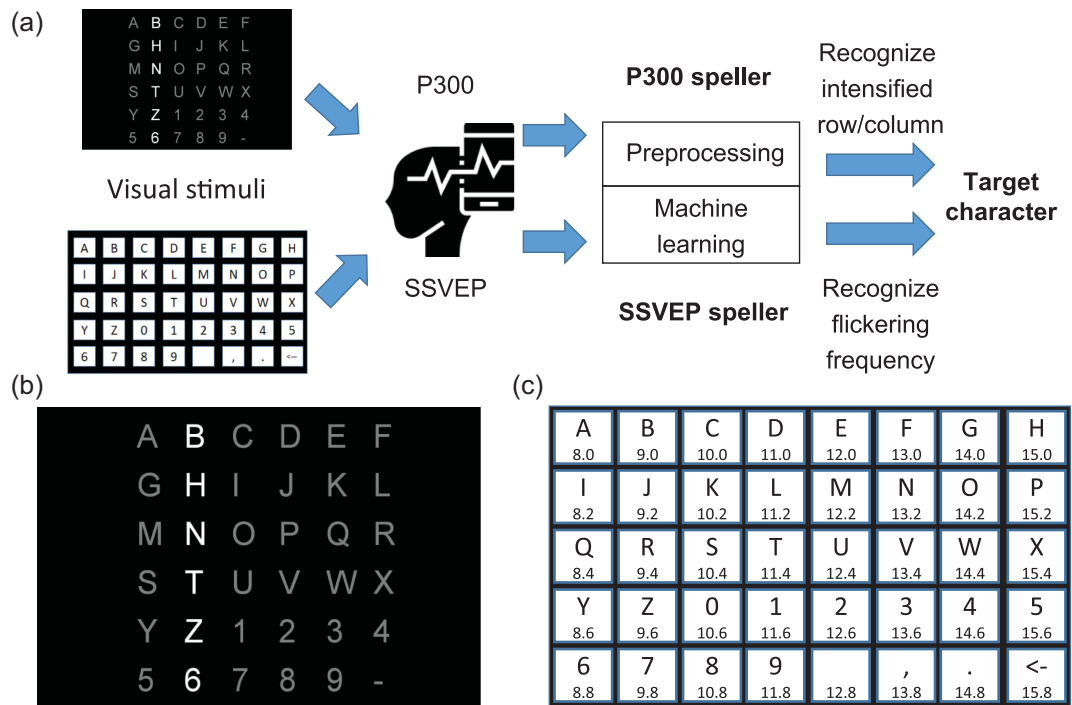 (a)
A B C D E F
G H I J K L
M N O P Q R
S T U V W X
Y Z 1 2 3 4
5 6 7 8 9 -
Visual stimuli
A B C D E F G H
I J K L M N O P
Q R S T U V W X
Y Z 0 1 2 3 4 5
6 7 8 9 , . <-
P300
SSVEP
P300 speller
Preprocessing
Machine
learning
SSVEP speller
Recognize
intensified
row/column
Target
character
Recognize
flickering
frequency
(b)
A B C D E F
G H I J K L
M N O P Q R
S T U V W X
Y Z 1 2 3 4
5 6 7 8 9 -
(c)
A B C D E F G H
8.0 9.0 10.0 11.0 12.0 13.0 14.0 15.0
I J K L M N O P
8.2 9.2 10.2 11.2 12.2 13.2 14.2 15.2
Q R S T U V W X
8.4 9.4 10.4 11.4 12.4 13.4 14.4 15.4
Y Z 0 1 2 3 4 5
8.6 9.6 10.6 11.6 12.6 13.6 14.6 15.6
6 7 8 9 , . <-
8.8 9.8 10.8 11.8 12.8 13.8 14.8 15.8